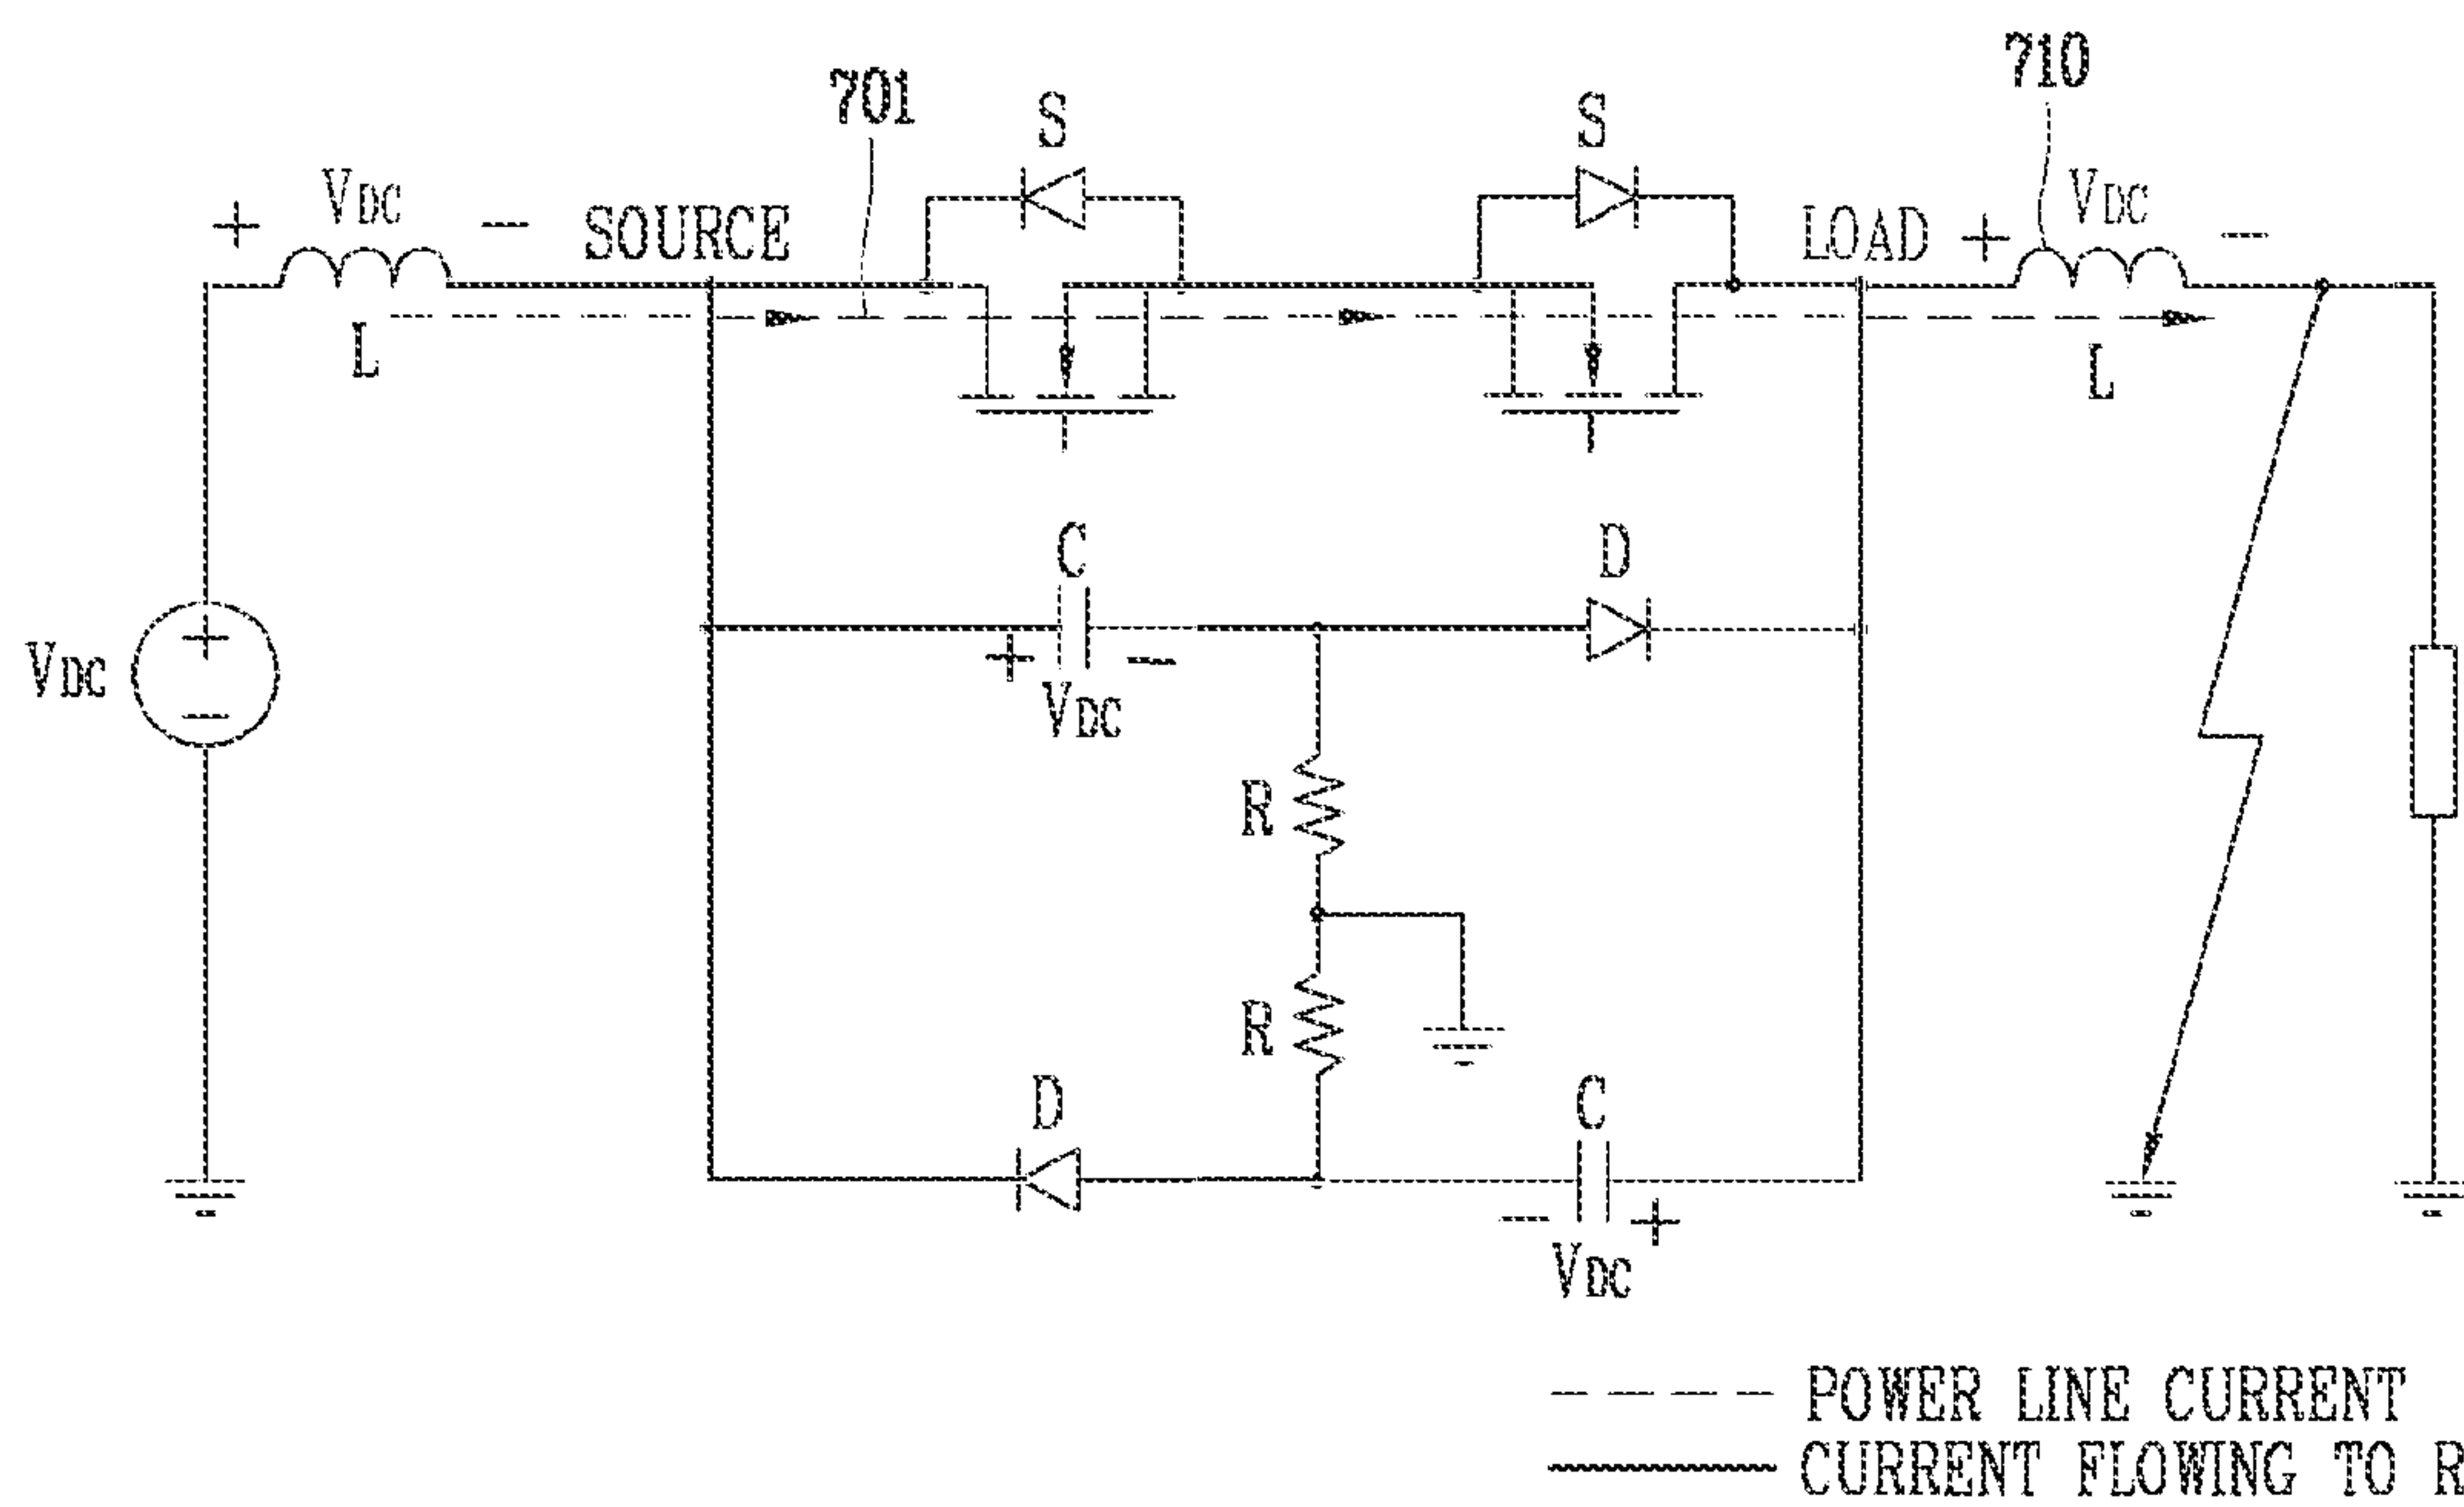 701
710
S
S
+ VDC − SOURCE
LOAD + VDC −
L
L
C
D
VDC
+
−
+ −
VDC
R
R
D
C
− +
VDC
POWER LINE CURRENT
CURRENT FLOWING TO R